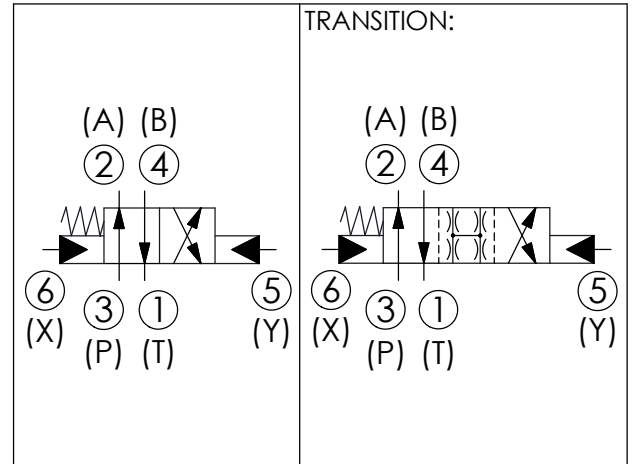 TRANSITION:
(A) (B)
2 4
6 3 1 5
(X) (P) (T) (Y)
(A) (B)
2 4
6 3 1 5
(X) (P) (T) (Y)